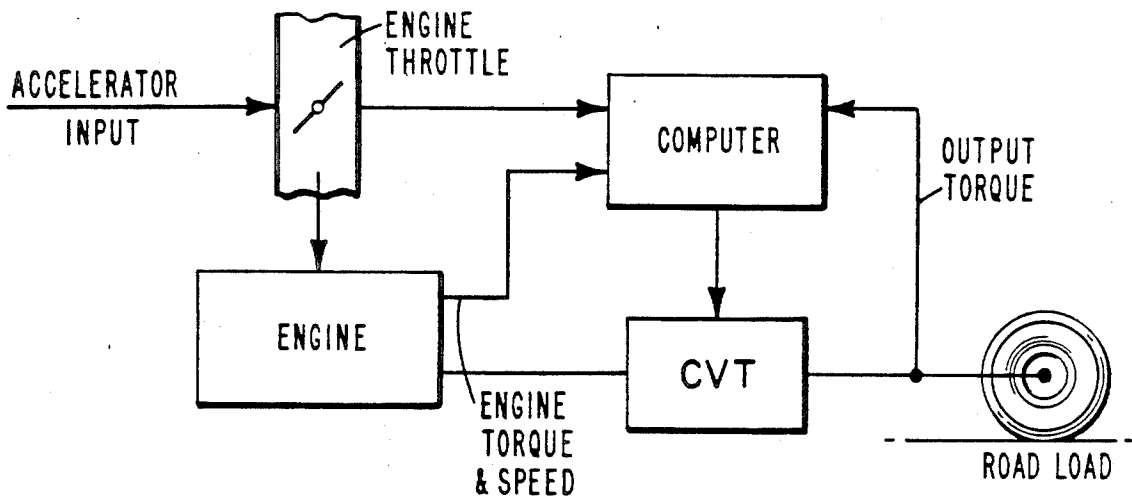 ENGINE
THROTTLE
ACCELERATOR
INPUT
COMPUTER
OUTPUT
TORQUE
ENGINE
CVT
ENGINE
TORQUE
& SPEED
ROAD LOAD